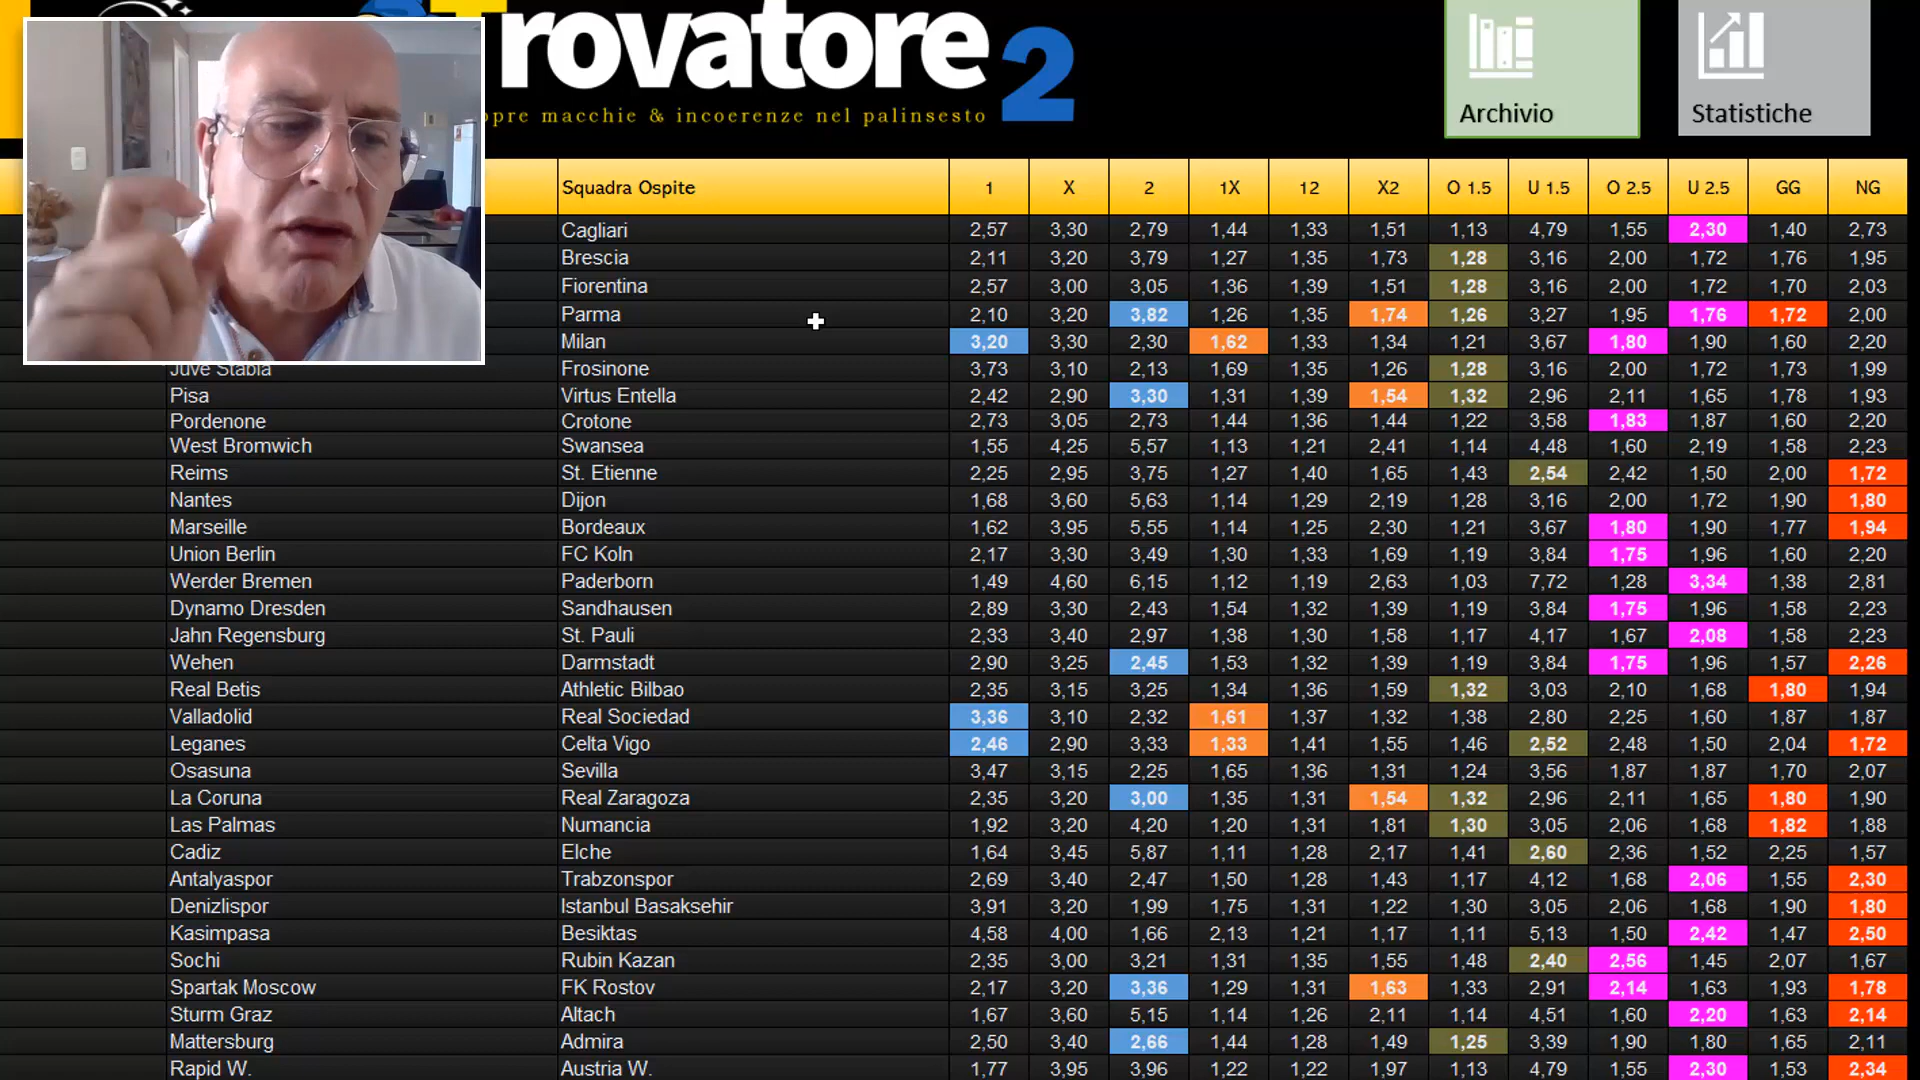 Trovatore 2
opre macchie & incoerenze nel palinsesto
Archivio
Statistiche
Squadra Ospite 1 X 2 1X 12 X2 O 1.5 U 1.5 O 2.5 U 2.5 GG NG
Cagliari 2,57 3,30 2,79 1,44 1,33 1,51 1,13 4,79 1,55 2,30 1,40 2,73
Brescia 2,11 3,20 3,79 1,27 1,35 1,73 1,28 3,16 2,00 1,72 1,76 1,95
Fiorentina 2,57 3,00 3,05 1,36 1,39 1,51 1,28 3,16 2,00 1,72 1,70 2,03
Parma 2,10 3,20 3,82 1,26 1,35 1,74 1,26 3,27 1,95 1,76 1,72 2,00
Milan 3,20 3,30 2,30 1,62 1,33 1,34 1,21 3,67 1,80 1,90 1,60 2,20
Juve Stabia Frosinone 3,73 3,10 2,13 1,69 1,35 1,26 1,28 3,16 2,00 1,72 1,73 1,99
Pisa Virtus Entella 2,42 2,90 3,30 1,31 1,39 1,54 1,32 2,96 2,11 1,65 1,78 1,93
Pordenone Crotone 2,73 3,05 2,73 1,44 1,36 1,44 1,22 3,58 1,83 1,87 1,60 2,20
West Bromwich Swansea 1,55 4,25 5,57 1,13 1,21 2,41 1,14 4,48 1,60 2,19 1,58 2,23
Reims St. Etienne 2,25 2,95 3,75 1,27 1,40 1,65 1,43 2,54 2,42 1,50 2,00 1,72
Nantes Dijon 1,68 3,60 5,63 1,14 1,29 2,19 1,28 3,16 2,00 1,72 1,90 1,80
Marseille Bordeaux 1,62 3,95 5,55 1,14 1,25 2,30 1,21 3,67 1,80 1,90 1,77 1,94
Union Berlin FC Koln 2,17 3,30 3,49 1,30 1,33 1,69 1,19 3,84 1,75 1,96 1,60 2,20
Werder Bremen Paderborn 1,49 4,60 6,15 1,12 1,19 2,63 1,03 7,72 1,28 3,34 1,38 2,81
Dynamo Dresden Sandhausen 2,89 3,30 2,43 1,54 1,32 1,39 1,19 3,84 1,75 1,96 1,58 2,23
Jahn Regensburg St. Pauli 2,33 3,40 2,97 1,38 1,30 1,58 1,17 4,17 1,67 2,08 1,58 2,23
Wehen Darmstadt 2,90 3,25 2,45 1,53 1,32 1,39 1,19 3,84 1,75 1,96 1,57 2,26
Real Betis Athletic Bilbao 2,35 3,15 3,25 1,34 1,36 1,59 1,32 3,03 2,10 1,68 1,80 1,94
Valladolid Real Sociedad 3,36 3,10 2,32 1,61 1,37 1,32 1,38 2,80 2,25 1,60 1,87 1,87
Leganes Celta Vigo 2,46 2,90 3,33 1,33 1,41 1,55 1,46 2,52 2,48 1,50 2,04 1,72
Osasuna Sevilla 3,47 3,15 2,25 1,65 1,36 1,31 1,24 3,56 1,87 1,87 1,70 2,07
La Coruna Real Zaragoza 2,35 3,20 3,00 1,35 1,31 1,54 1,32 2,96 2,11 1,65 1,80 1,90
Las Palmas Numancia 1,92 3,20 4,20 1,20 1,31 1,81 1,30 3,05 2,06 1,68 1,82 1,88
Cadiz Elche 1,64 3,45 5,87 1,11 1,28 2,17 1,41 2,60 2,36 1,52 2,25 1,57
Antalyaspor Trabzonspor 2,69 3,40 2,47 1,50 1,28 1,43 1,17 4,12 1,68 2,06 1,55 2,30
Denizlispor Istanbul Basaksehir 3,91 3,20 1,99 1,75 1,31 1,22 1,30 3,05 2,06 1,68 1,90 1,80
Kasimpasa Besiktas 4,58 4,00 1,66 2,13 1,21 1,17 1,11 5,13 1,50 2,42 1,47 2,50
Sochi Rubin Kazan 2,35 3,00 3,21 1,31 1,35 1,55 1,48 2,40 2,56 1,45 2,07 1,67
Spartak Moscow FK Rostov 2,17 3,20 3,36 1,29 1,31 1,63 1,33 2,91 2,14 1,63 1,93 1,78
Sturm Graz Altach 1,67 3,60 5,15 1,14 1,26 2,11 1,14 4,51 1,60 2,20 1,63 2,14
Mattersburg Admira 2,50 3,40 2,66 1,44 1,28 1,49 1,25 3,39 1,90 1,80 1,65 2,11
Rapid W. Austria W. 1,77 3,95 3,96 1,22 1,22 1,97 1,13 4,79 1,55 2,30 1,53 2,34